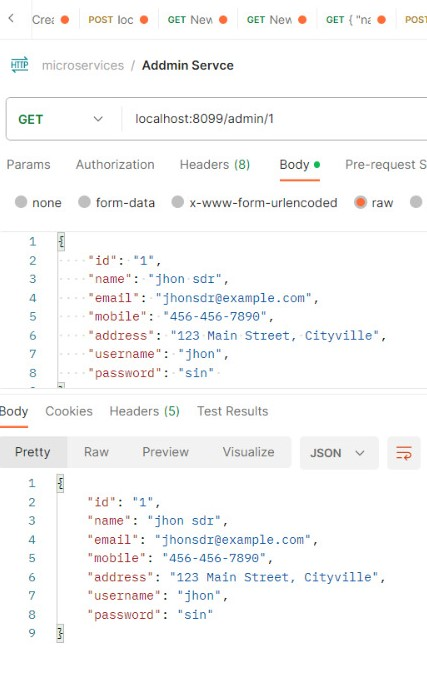 Crea POST loc GET New GET New GET { "na POST
HTTP microservices / Addmin Servce
GET localhost:8099/admin/1
Params Authorization Headers (8) Body Pre-request S
none form-data x-www-form-urlencoded raw
1 {
2 "id": "1",
3 "name": "jhon sdr",
4 "email": "jhonsdr@example.com",
5 "mobile": "456-456-7890",
6 "address": "123 Main Street, Cityville",
7 "username": "jhon",
8 "password": "sin"
Body Cookies Headers (5) Test Results
Pretty Raw Preview Visualize JSON
1 {
2 "id": "1",
3 "name": "jhon sdr",
4 "email": "jhonsdr@example.com",
5 "mobile": "456-456-7890",
6 "address": "123 Main Street, Cityville",
7 "username": "jhon",
8 "password": "sin"
9 }